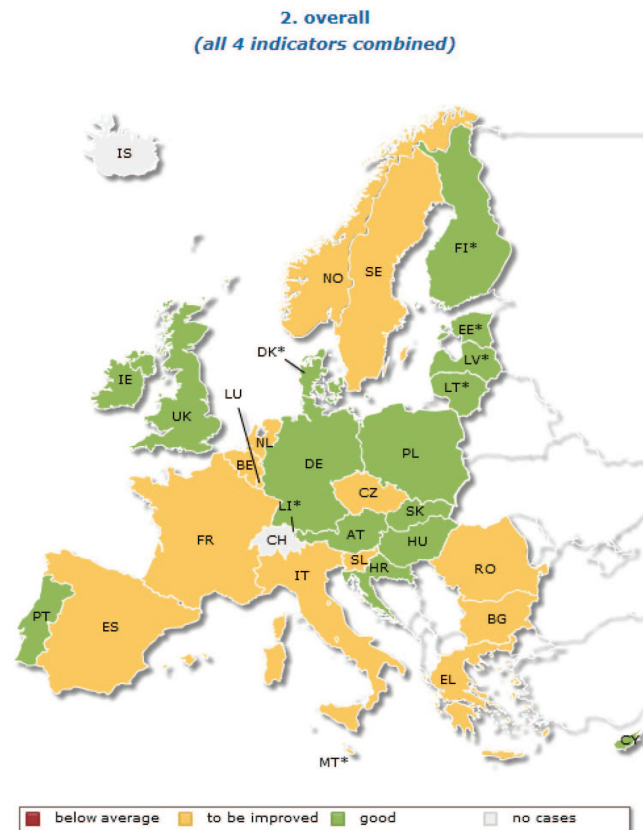 2. overall
(all 4 indicators combined)
IS
FI*
NO
SE
EE*
DK*
LV*
IE
LT*
LU
UK
NL
DE
PL
BE
CZ
LI*
SK
FR
CH
AT
HU
IT
SL
HR
RO
PT
ES
BG
EL
CY
MT*
below average to be improved good no cases